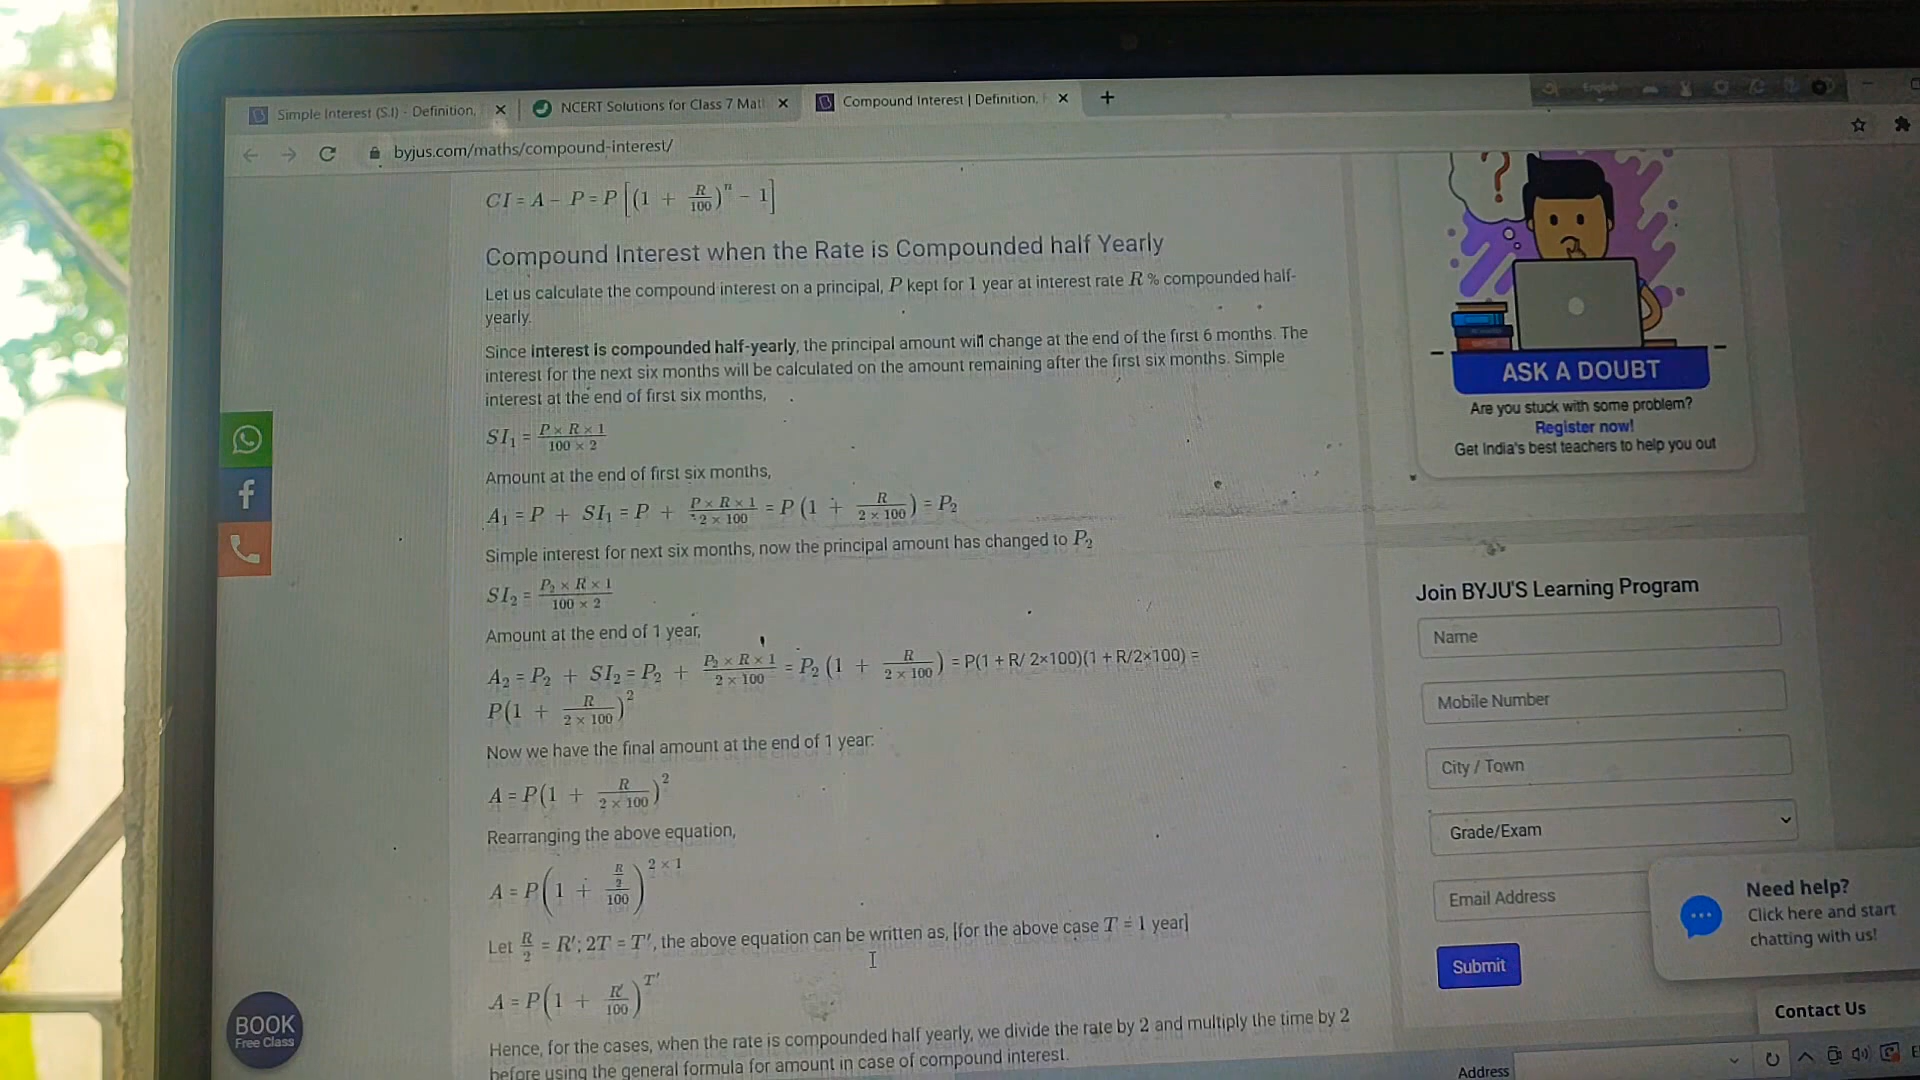 Simple Interest (S.I) - Definition,
NCERT Solutions for Class 7 Mat
Compound Interest | Definition,
English
byjus.com/maths/compound-interest/
CI = A - P = P [(1 + R/100)^n - 1]
Compound Interest when the Rate is Compounded half Yearly
Let us calculate the compound interest on a principal, P kept for 1 year at interest rate R % compounded half-
yearly.
Since interest is compounded half-yearly, the principal amount will change at the end of the first 6 months. The
interest for the next six months will be calculated on the amount remaining after the first six months. Simple
interest at the end of first six months,
SI₁ = P × R × 1 / 100 × 2
Amount at the end of first six months,
A₁ = P + SI₁ = P + P × R × 1 / 2 × 100 = P (1 + R / 2 × 100) = P₂
Simple interest for next six months, now the principal amount has changed to P₂
SI₂ = P₂ × R × 1 / 100 × 2
Amount at the end of 1 year,
A₂ = P₂ + SI₂ = P₂ + P₂ × R × 1 / 2 × 100 = P₂ (1 + R / 2 × 100) = P(1 + R/ 2×100)(1 + R/2×100) =
P(1 + R / 2 × 100)²
Now we have the final amount at the end of 1 year:
A = P(1 + R / 2 × 100)²
Rearranging the above equation,
A = P(1 + R/2 / 100)^2 × 1
Let R/2 = R′; 2T = T′, the above equation can be written as, [for the above case T = 1 year]
A = P(1 + R′/100)^T′
Hence, for the cases, when the rate is compounded half yearly, we divide the rate by 2 and multiply the time by 2
before using the general formula for amount in case of compound interest.
BOOK
Free Class
?
ASK A DOUBT
Are you stuck with some problem?
Register now!
Get India's best teachers to help you out
Join BYJU'S Learning Program
Name
Mobile Number
City / Town
Grade/Exam
Email Address
Submit
Need help?
Click here and start
chatting with us!
Contact Us
Address